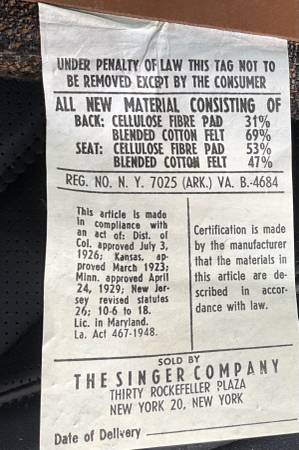 UNDER PENALTY OF LAW THIS TAG NOT TO
BE REMOVED EXCEPT BY THE CONSUMER
ALL NEW MATERIAL CONSISTING OF
BACK: CELLULOSE FIBRE PAD 31%
BLENDED COTTON FELT 69%
SEAT: CELLULOSE FIBRE PAD 53%
BLENDED COTTON FELT 47%
REG. NO. N. Y. 7025 (ARK.) VA. B.-4684
This article is made
in compliance with
an act of: Dist. of
Col. approved July 3,
1926; Kansas, ap-
proved March 1923;
Minn. approved April
24, 1929; New Jer-
sey revised statutes
26; 10-6 to 18.
Lic. in Maryland.
La. Act 467-1948.
Certification is made
by the manufacturer
that the materials in
this article are de-
scribed in accor-
dance with law.
SOLD BY
THE SINGER COMPANY
THIRTY ROCKEFELLER PLAZA
NEW YORK 20, NEW YORK
Date of Delivery